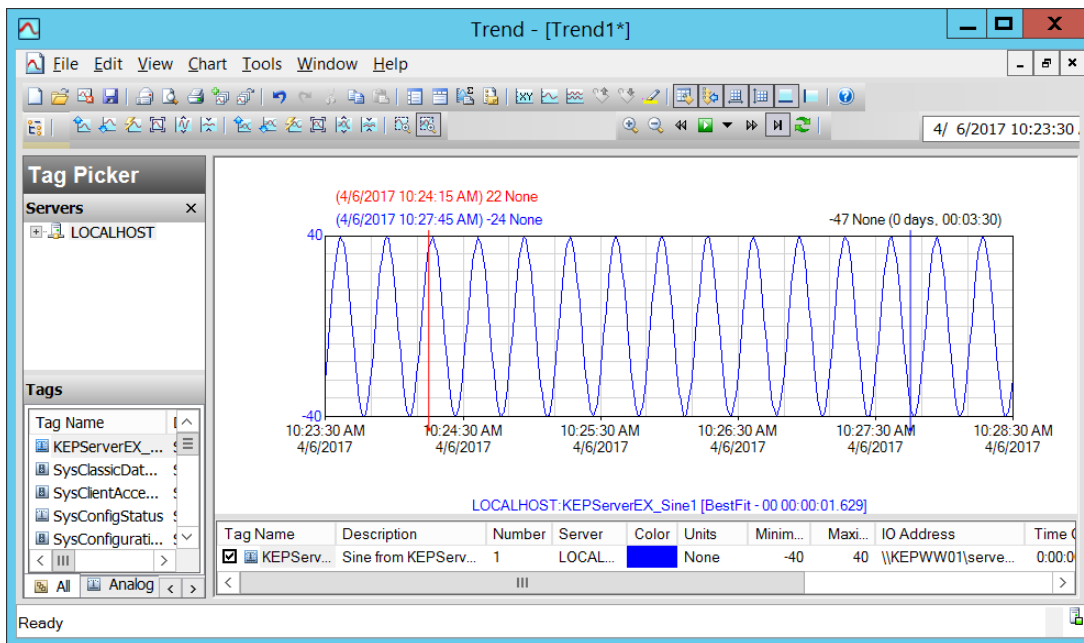 Trend - [Trend1*]
File Edit View Chart Tools Window Help
4/ 6/2017 10:23:30
Tag Picker
Servers
LOCALHOST
Tags
Tag Name
KEPServerEX_...
SysClassicDat...
SysClientAcce...
SysConfigStatus
SysConfigurati...
All Analog
(4/6/2017 10:24:15 AM) 22 None
(4/6/2017 10:27:45 AM) -24 None
-47 None (0 days, 00:03:30)
40
-40
10:23:30 AM 10:24:30 AM 10:25:30 AM 10:26:30 AM 10:27:30 AM 10:28:30 AM
4/6/2017 4/6/2017 4/6/2017 4/6/2017 4/6/2017 4/6/2017
LOCALHOST:KEPServerEX_Sine1 [BestFit - 00 00:00:01.629]
Tag Name Description Number Server Color Units Minim... Maxi... IO Address Time
KEPServ... Sine from KEPServ... 1 LOCAL... None -40 40 \\KEPWW01\serve... 0:00:0
Ready